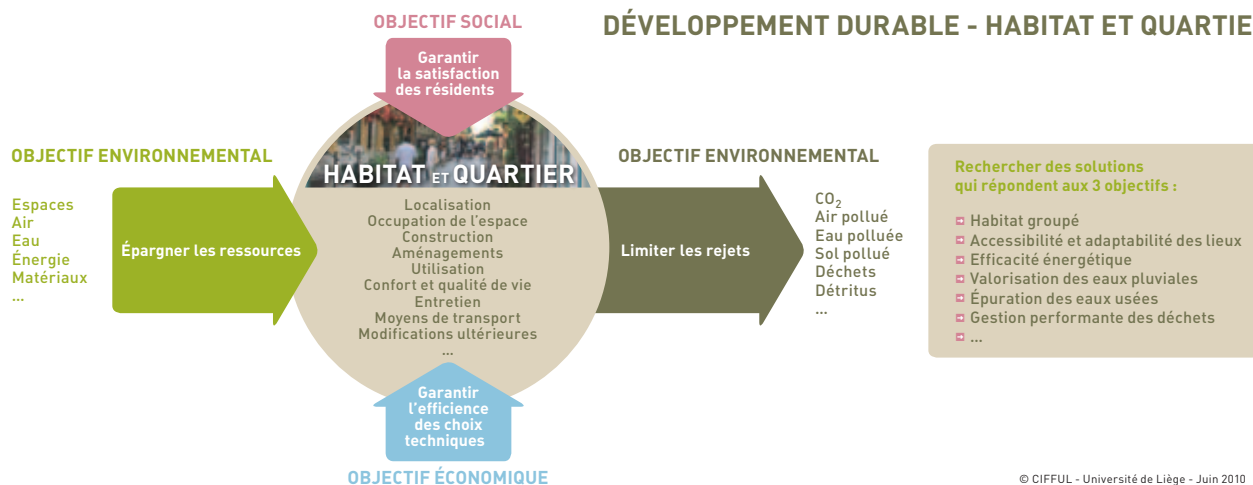 OBJECTIF SOCIAL
DÉVELOPPEMENT DURABLE - HABITAT ET QUARTIE
Garantir
la satisfaction
des résidents
OBJECTIF ENVIRONNEMENTAL
Espaces
Air
Eau
Énergie
Matériaux
...
Épargner les ressources
HABITAT ET QUARTIER
Localisation
Occupation de l'espace
Construction
Aménagements
Utilisation
Confort et qualité de vie
Entretien
Moyens de transport
Modifications ultérieures
...
Garantir
l'efficience
des choix
techniques
OBJECTIF ÉCONOMIQUE
OBJECTIF ENVIRONNEMENTAL
Limiter les rejets
CO₂
Air pollué
Eau polluée
Sol pollué
Déchets
Détritus
...
Rechercher des solutions
qui répondent aux 3 objectifs :
Habitat groupé
Accessibilité et adaptabilité des lieux
Efficacité énergétique
Valorisation des eaux pluviales
Épuration des eaux usées
Gestion performante des déchets
...
© CIFFUL - Université de Liège - Juin 2010